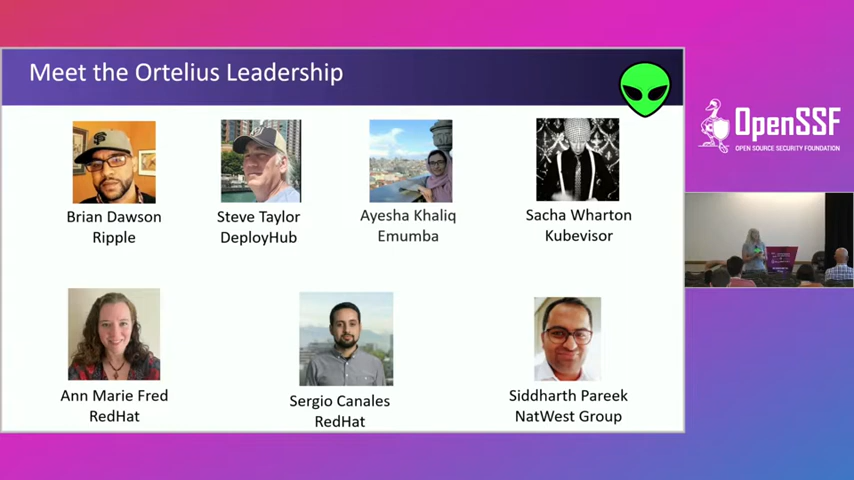 Meet the Ortelius Leadership
OpenSSF
OPEN SOURCE SECURITY FOUNDATION
Brian Dawson
Ripple
Steve Taylor
DeployHub
Ayesha Khaliq
Emumba
Sacha Wharton
Kubevisor
Ann Marie Fred
RedHat
Sergio Canales
RedHat
Siddharth Pareek
NatWest Group